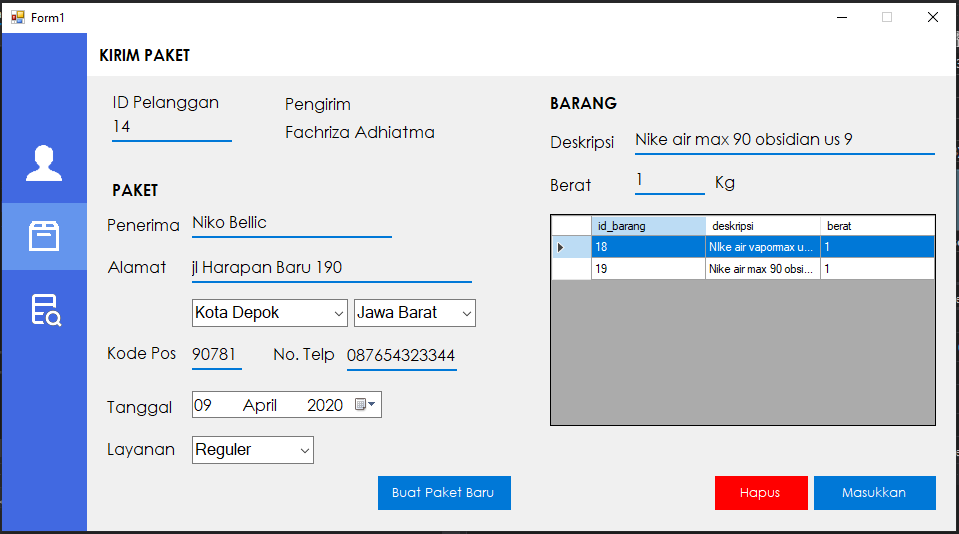 Form1
KIRIM PAKET
ID Pelanggan
14
Pengirim
Fachriza Adhiatma
PAKET
Penerima Niko Bellic
Alamat jl Harapan Baru 190
Kota Depok Jawa Barat
Kode Pos 90781 No. Telp 087654323344
Tanggal 09 April 2020
Layanan Reguler
Buat Paket Baru
BARANG
Deskripsi Nike air max 90 obsidian us 9
Berat 1 Kg
id_barang deskripsi berat
18 NIke air vapormax u... 1
19 Nike air max 90 obsi... 1
Hapus Masukkan